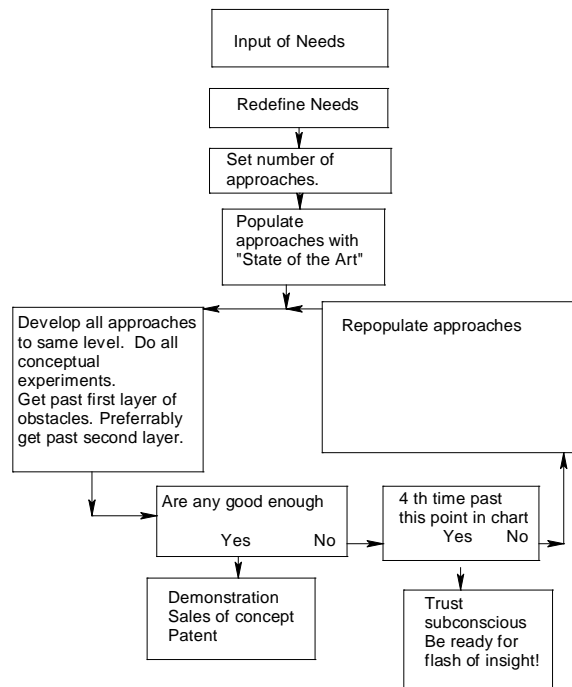 Input of Needs
Redefine Needs
Set number of
approaches.
Populate
approaches with
"State of the Art"
Develop all approaches
to same level. Do all
conceptual
experiments.
Get past first layer of
obstacles. Preferrably
get past second layer.
Repopulate approaches
Are any good enough
Yes No
4 th time past
this point in chart
Yes No
Demonstration
Sales of concept
Patent
Trust
subconscious
Be ready for
flash of insight!